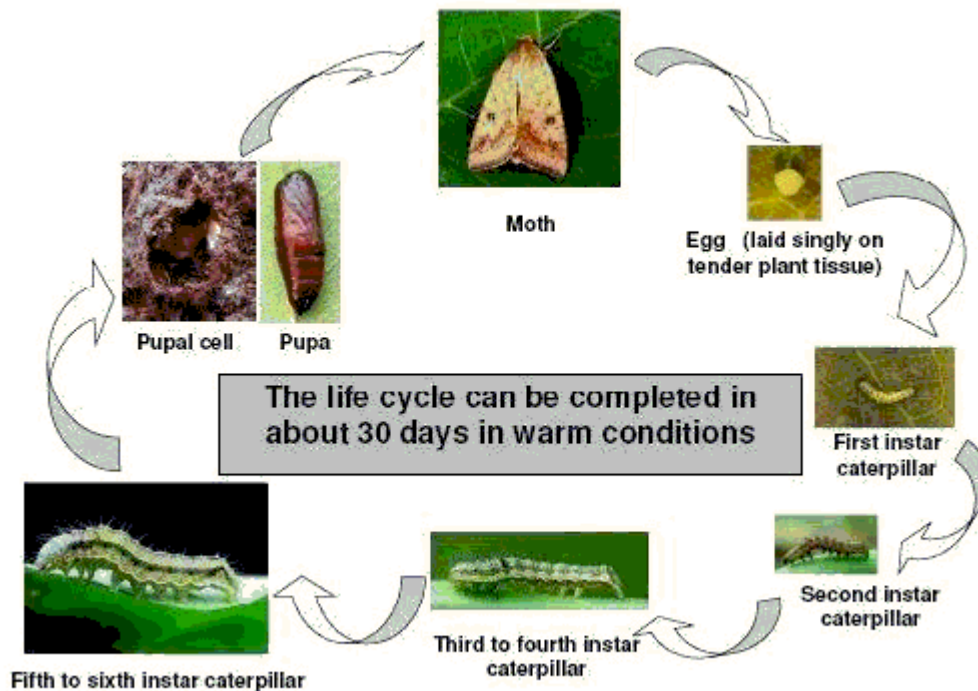 Moth
Egg (laid singly on
tender plant tissue)
Pupal cell
Pupa
The life cycle can be completed in
about 30 days in warm conditions
First instar
caterpillar
Second instar
caterpillar
Third to fourth instar
caterpillar
Fifth to sixth instar caterpillar